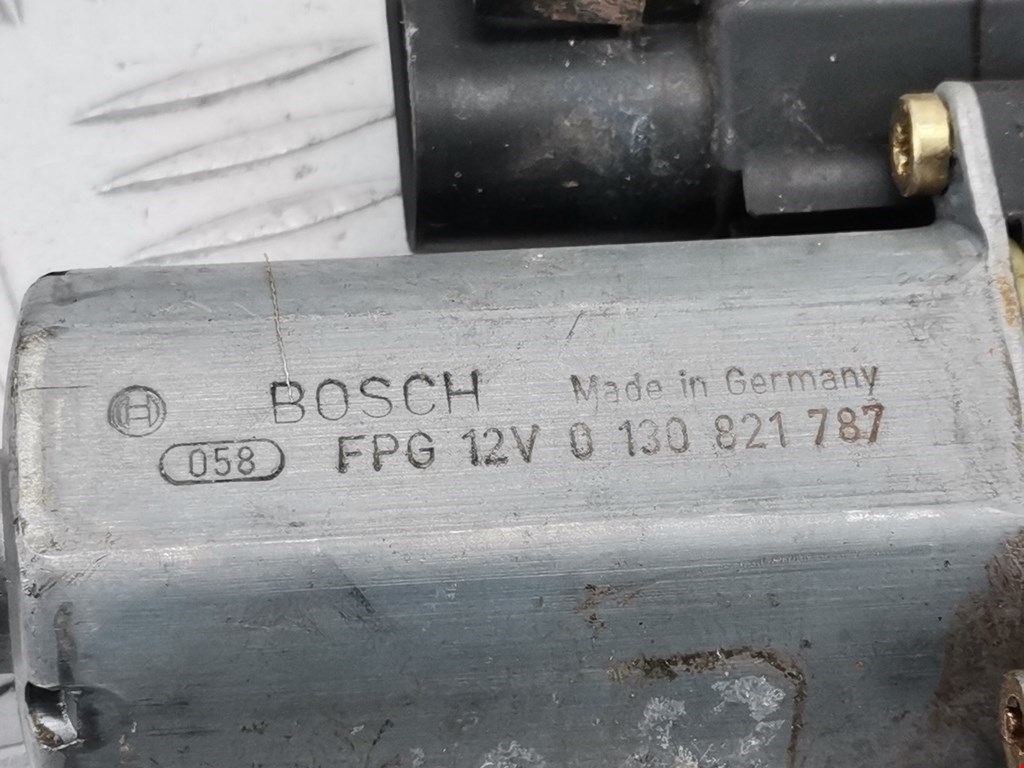 BOSCH Made in Germany
058 FPG 12V 0 130 821 787